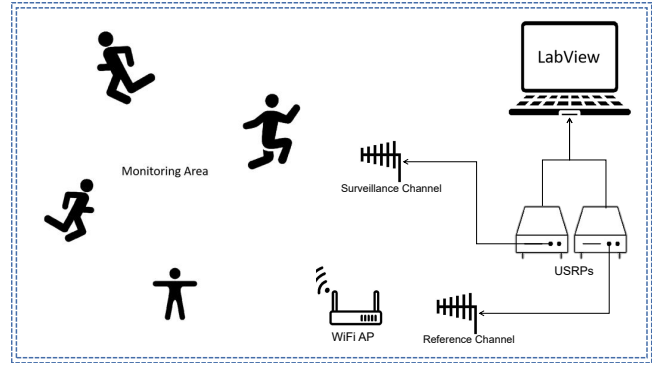 LabView
Monitoring Area
Surveillance Channel
USRPs
WiFi AP
Reference Channel